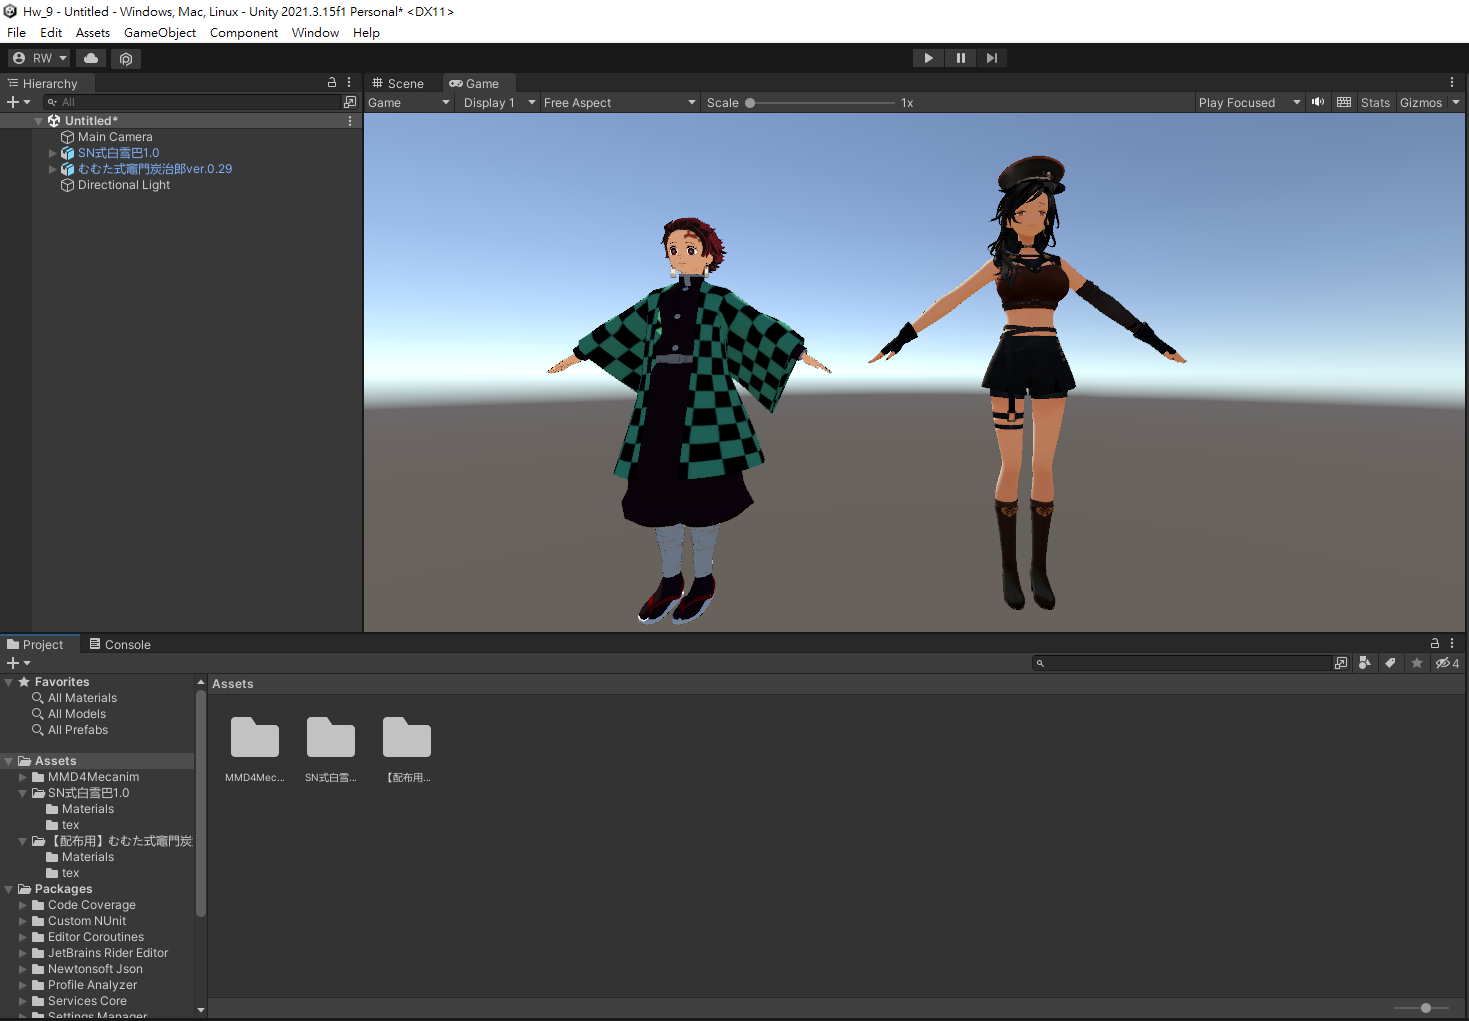 Hw_9 - Untitled - Windows, Mac, Linux - Unity 2021.3.15f1 Personal* <DX11>
File Edit Assets GameObject Component Window Help
RW
Hierarchy
All
Untitled*
Main Camera
SN式白雪巴1.0
むむた式竈門炭治郎ver.0.29
Directional Light
Scene Game
Game Display 1 Free Aspect Scale 1x Play Focused Stats Gizmos
Project Console
4
Favorites
All Materials
All Models
All Prefabs
Assets
MMD4Mecanim
SN式白雪巴1.0
Materials
tex
【配布用】むむた式竈門炭
Materials
tex
Packages
Code Coverage
Custom NUnit
Editor Coroutines
JetBrains Rider Editor
Newtonsoft Json
Profile Analyzer
Services Core
Settings Manager
Assets
MMD4Mec... SN式白雪... 【配布用...